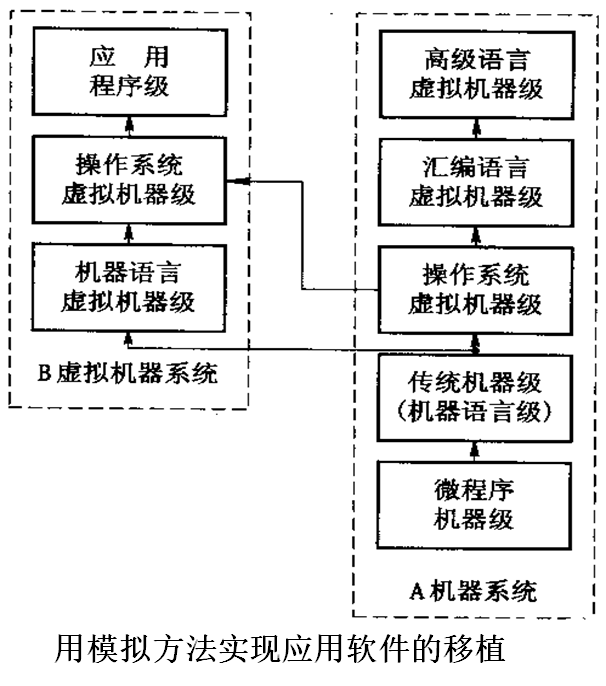 应 用
程序级
操作系统
虚拟机器级
机器语言
虚拟机器级
B虚拟机器系统
高级语言
虚拟机器级
汇编语言
虚拟机器级
操作系统
虚拟机器级
传统机器级
(机器语言级)
微程序
机器级
A机器系统
用模拟方法实现应用软件的移植